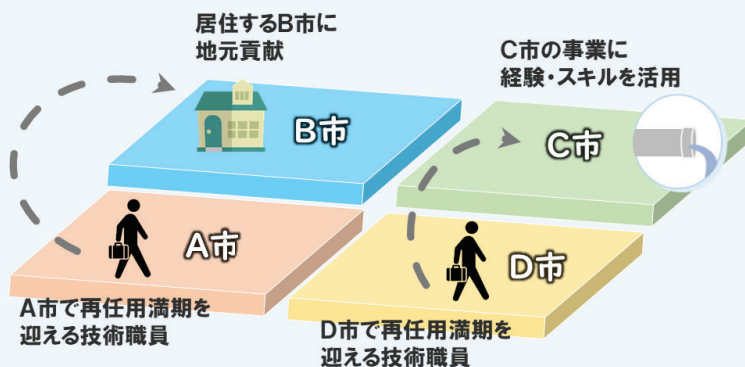 居住するB市に
地元貢献
C市の事業に
経験・スキルを活用
B市
C市
A市
D市
A市で再任用満期を
迎える技術職員
D市で再任用満期を
迎える技術職員